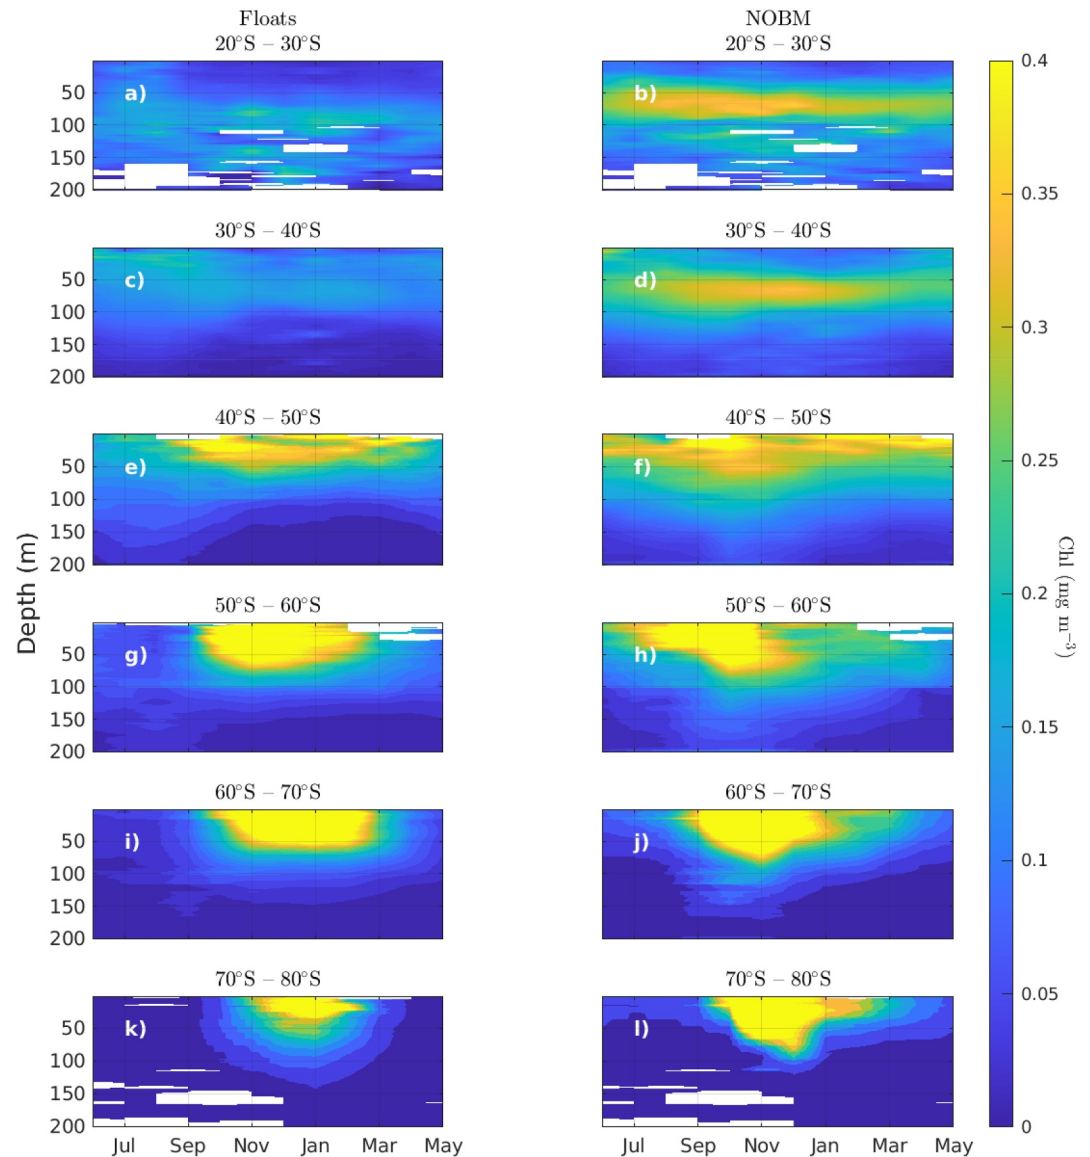 Floats
NOBM
20°S – 30°S
20°S – 30°S
a)
b)
50
100
150
200
30°S – 40°S
30°S – 40°S
c)
d)
50
100
150
200
40°S – 50°S
40°S – 50°S
e)
f)
50
100
150
200
50°S – 60°S
50°S – 60°S
g)
h)
50
100
150
200
60°S – 70°S
60°S – 70°S
i)
j)
50
100
150
200
70°S – 80°S
70°S – 80°S
k)
l)
50
100
150
200
Jul Sep Nov Jan Mar May
Jul Sep Nov Jan Mar May
Depth (m)
0.4
0.35
0.3
0.25
0.2
0.15
0.1
0.05
0
Chl (mg m⁻³)